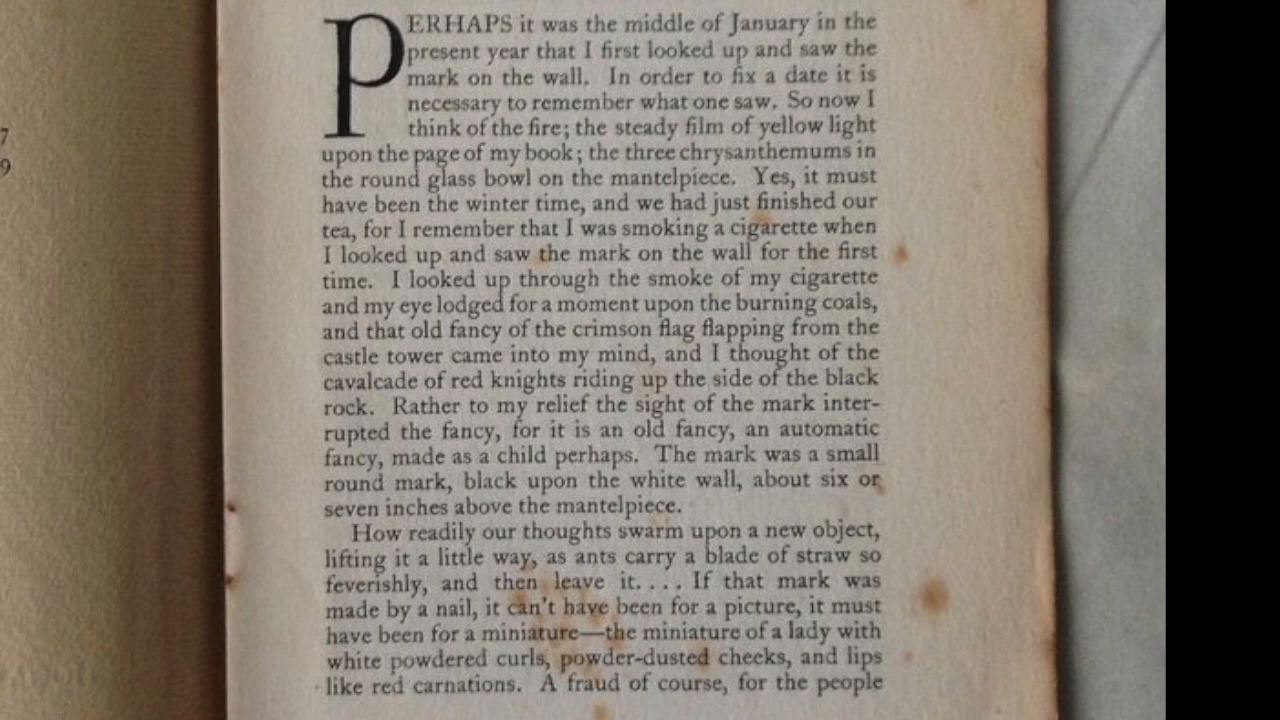 7
9
PERHAPS it was the middle of January in the
present year that I first looked up and saw the
mark on the wall. In order to fix a date it is
necessary to remember what one saw. So now I
think of the fire; the steady film of yellow light
upon the page of my book; the three chrysanthemums in
the round glass bowl on the mantelpiece. Yes, it must
have been the winter time, and we had just finished our
tea, for I remember that I was smoking a cigarette when
I looked up and saw the mark on the wall for the first
time. I looked up through the smoke of my cigarette
and my eye lodged for a moment upon the burning coals,
and that old fancy of the crimson flag flapping from the
castle tower came into my mind, and I thought of the
cavalcade of red knights riding up the side of the black
rock. Rather to my relief the sight of the mark inter-
rupted the fancy, for it is an old fancy, an automatic
fancy, made as a child perhaps. The mark was a small
round mark, black upon the white wall, about six or
seven inches above the mantelpiece.
How readily our thoughts swarm upon a new object,
lifting it a little way, as ants carry a blade of straw so
feverishly, and then leave it. . . . If that mark was
made by a nail, it can't have been for a picture, it must
have been for a miniature—the miniature of a lady with
white powdered curls, powder-dusted cheeks, and lips
like red carnations. A fraud of course, for the people